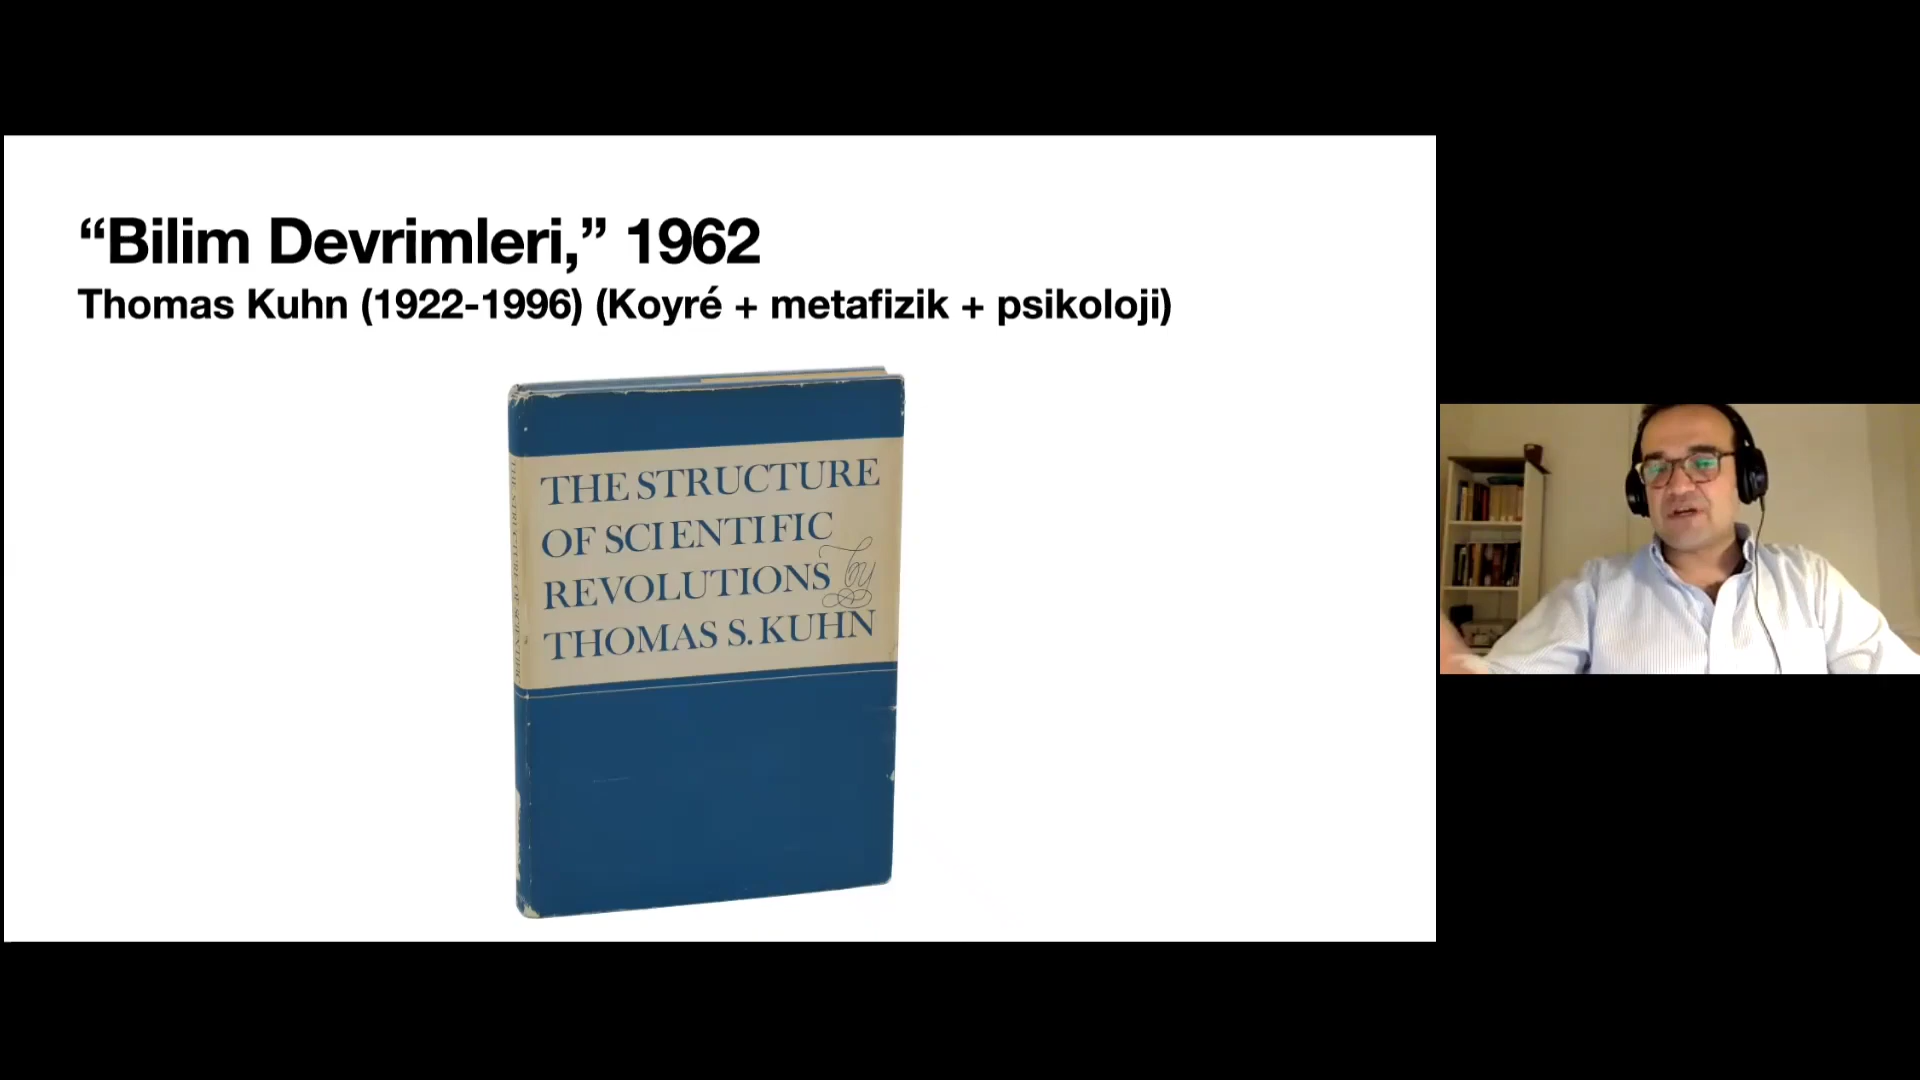 “Bilim Devrimleri,” 1962
Thomas Kuhn (1922-1996) (Koyré + metafizik + psikoloji)
THE STRUCTURE
OF SCIENTIFIC
REVOLUTIONS by
THOMAS S. KUHN